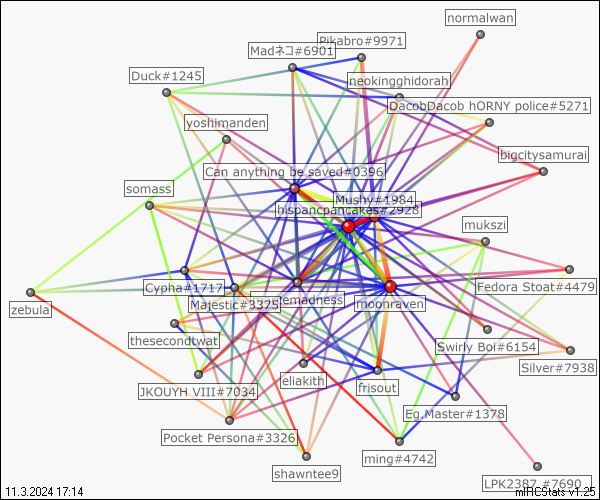 normalwan
Pikabro#9971
Madネコ#6901
Duck#1245
neokingghidorah
DacobDacob hORNY police#5271
yoshimanden
bigcitysamurai
Can anything be saved#0396
somass
Mushy#1984
hispancpancakes#2928
mukszi
Cypha#1717
Fedora Stoat#4479
Majestic#3375
temadness
moonraven
zebula
thesecondtwat
Swirly Boi#6154
Silver#7938
eliakith
frisout
JKOUYH VIII#7034
Eg.Master#1378
Pocket Persona#3326
ming#4742
shawntee9
LPK2387 #7690
11.3.2024 17:14
mIRCStats v1.25